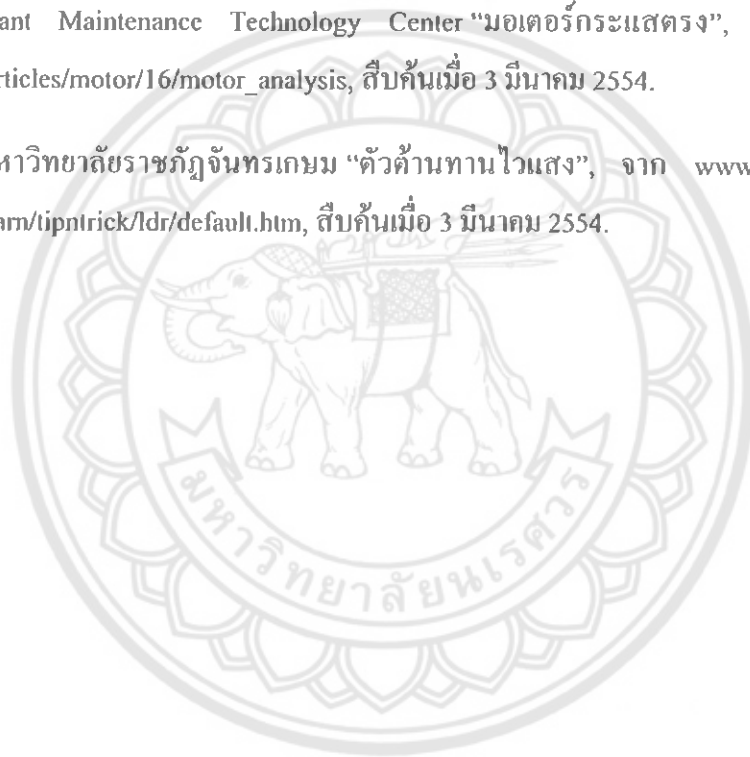 ant Maintenance Technology Center “มอเตอร์กระแสตรง”,
rticles/motor/16/motor_analysis, สืบค้นเมื่อ 3 มีนาคม 2554.
หาวิทยาลัยราชภัฏจันทรเกษม “ตัวต้านทานไวแสง”, จาก www
am/tipntrick/ldr/default.htm, สืบค้นเมื่อ 3 มีนาคม 2554.
มหาวิทยาลัยนเรศวร